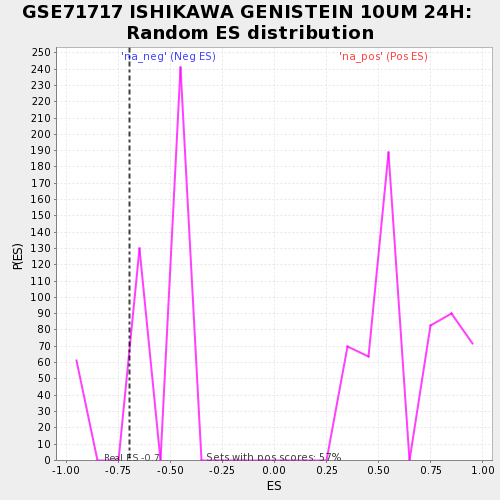 GSE71717 ISHIKAWA GENISTEIN 10UM 24H:
Random ES distribution
'na_neg' (Neg ES)
'na_pos' (Pos ES)
250
240
230
220
210
200
190
180
170
160
150
140
130
120
110
100
90
80
70
60
50
40
30
20
10
0
P(ES)
Real ES -0.7
Sets with pos scores: 57%
-1.00 -0.75 -0.50 -0.25 0.00 0.25 0.50 0.75 1.00
ES